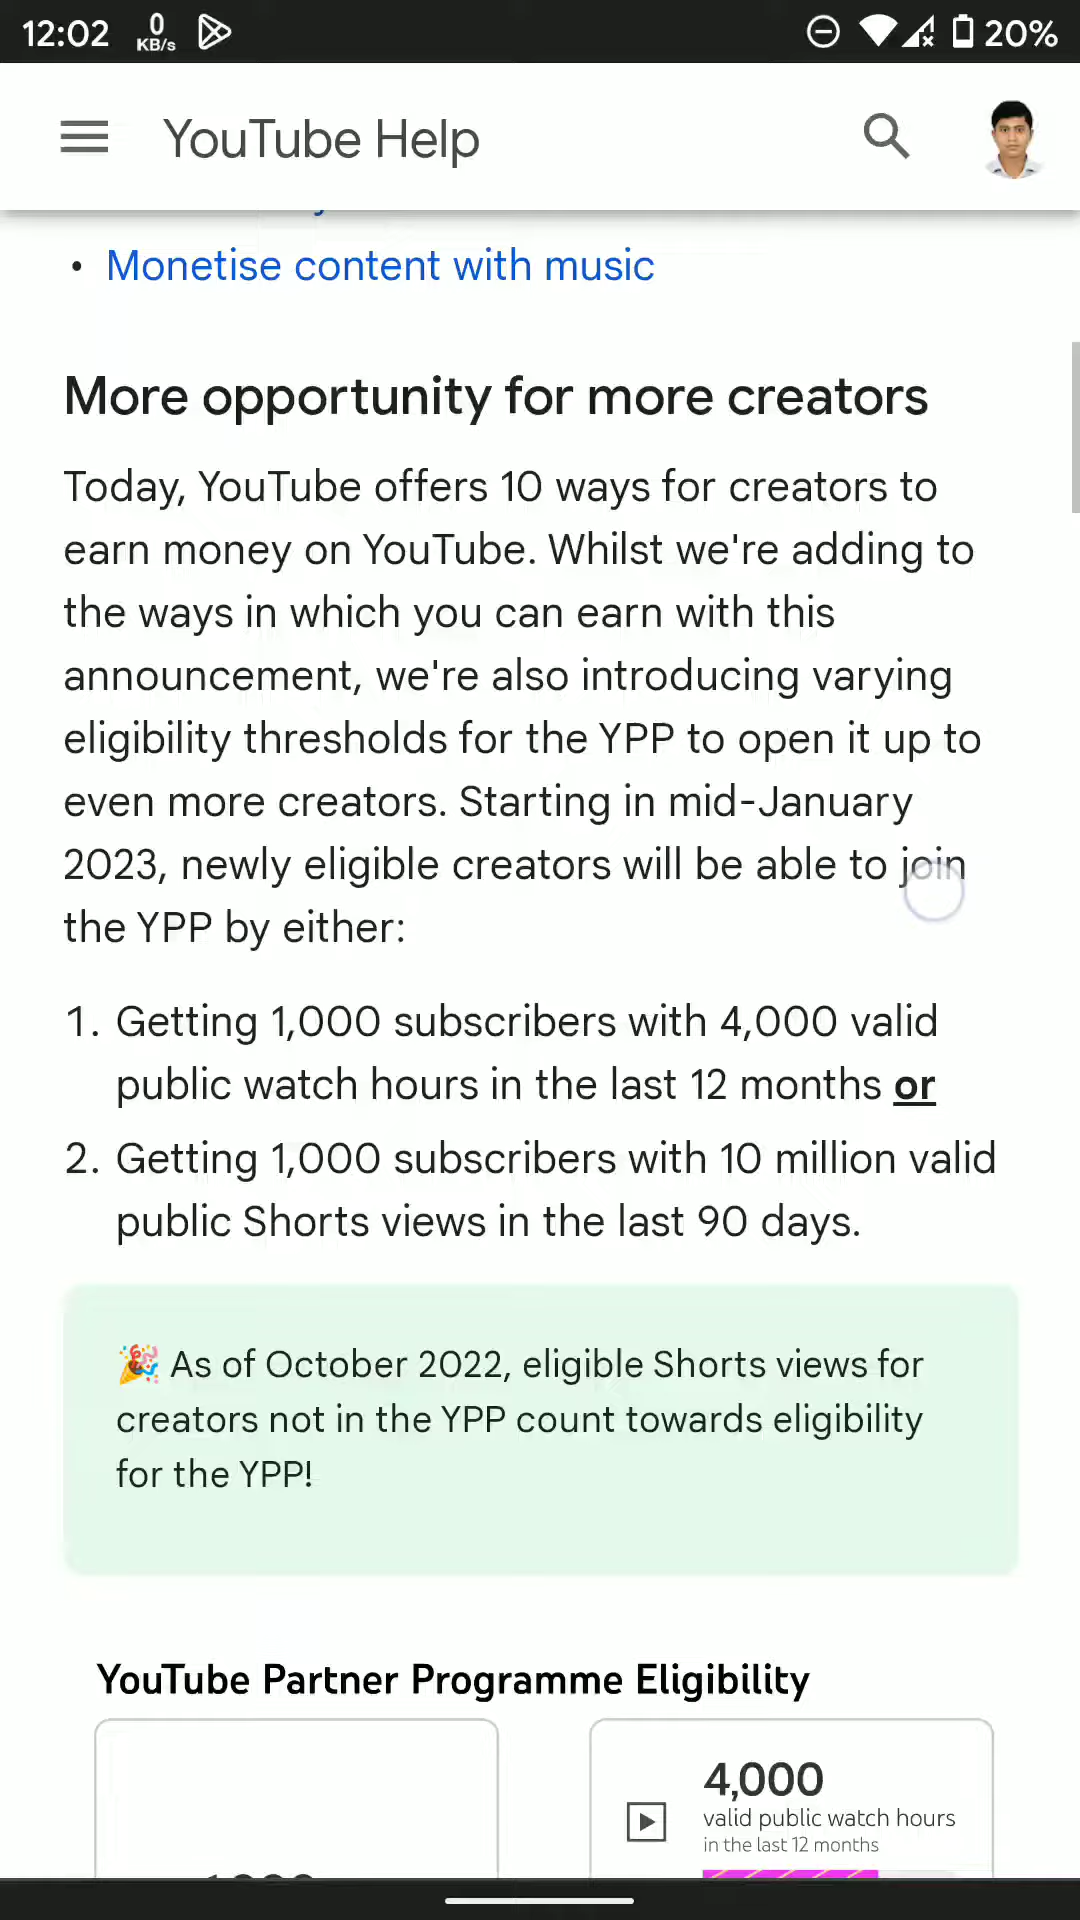 12:02 0 KB/s 20%
YouTube Help
• Monetise content with music
More opportunity for more creators
Today, YouTube offers 10 ways for creators to
earn money on YouTube. Whilst we're adding to
the ways in which you can earn with this
announcement, we're also introducing varying
eligibility thresholds for the YPP to open it up to
even more creators. Starting in mid-January
2023, newly eligible creators will be able to join
the YPP by either:
1. Getting 1,000 subscribers with 4,000 valid
public watch hours in the last 12 months or
2. Getting 1,000 subscribers with 10 million valid
public Shorts views in the last 90 days.
🎉 As of October 2022, eligible Shorts views for
creators not in the YPP count towards eligibility
for the YPP!
YouTube Partner Programme Eligibility
4,000
valid public watch hours
in the last 12 months